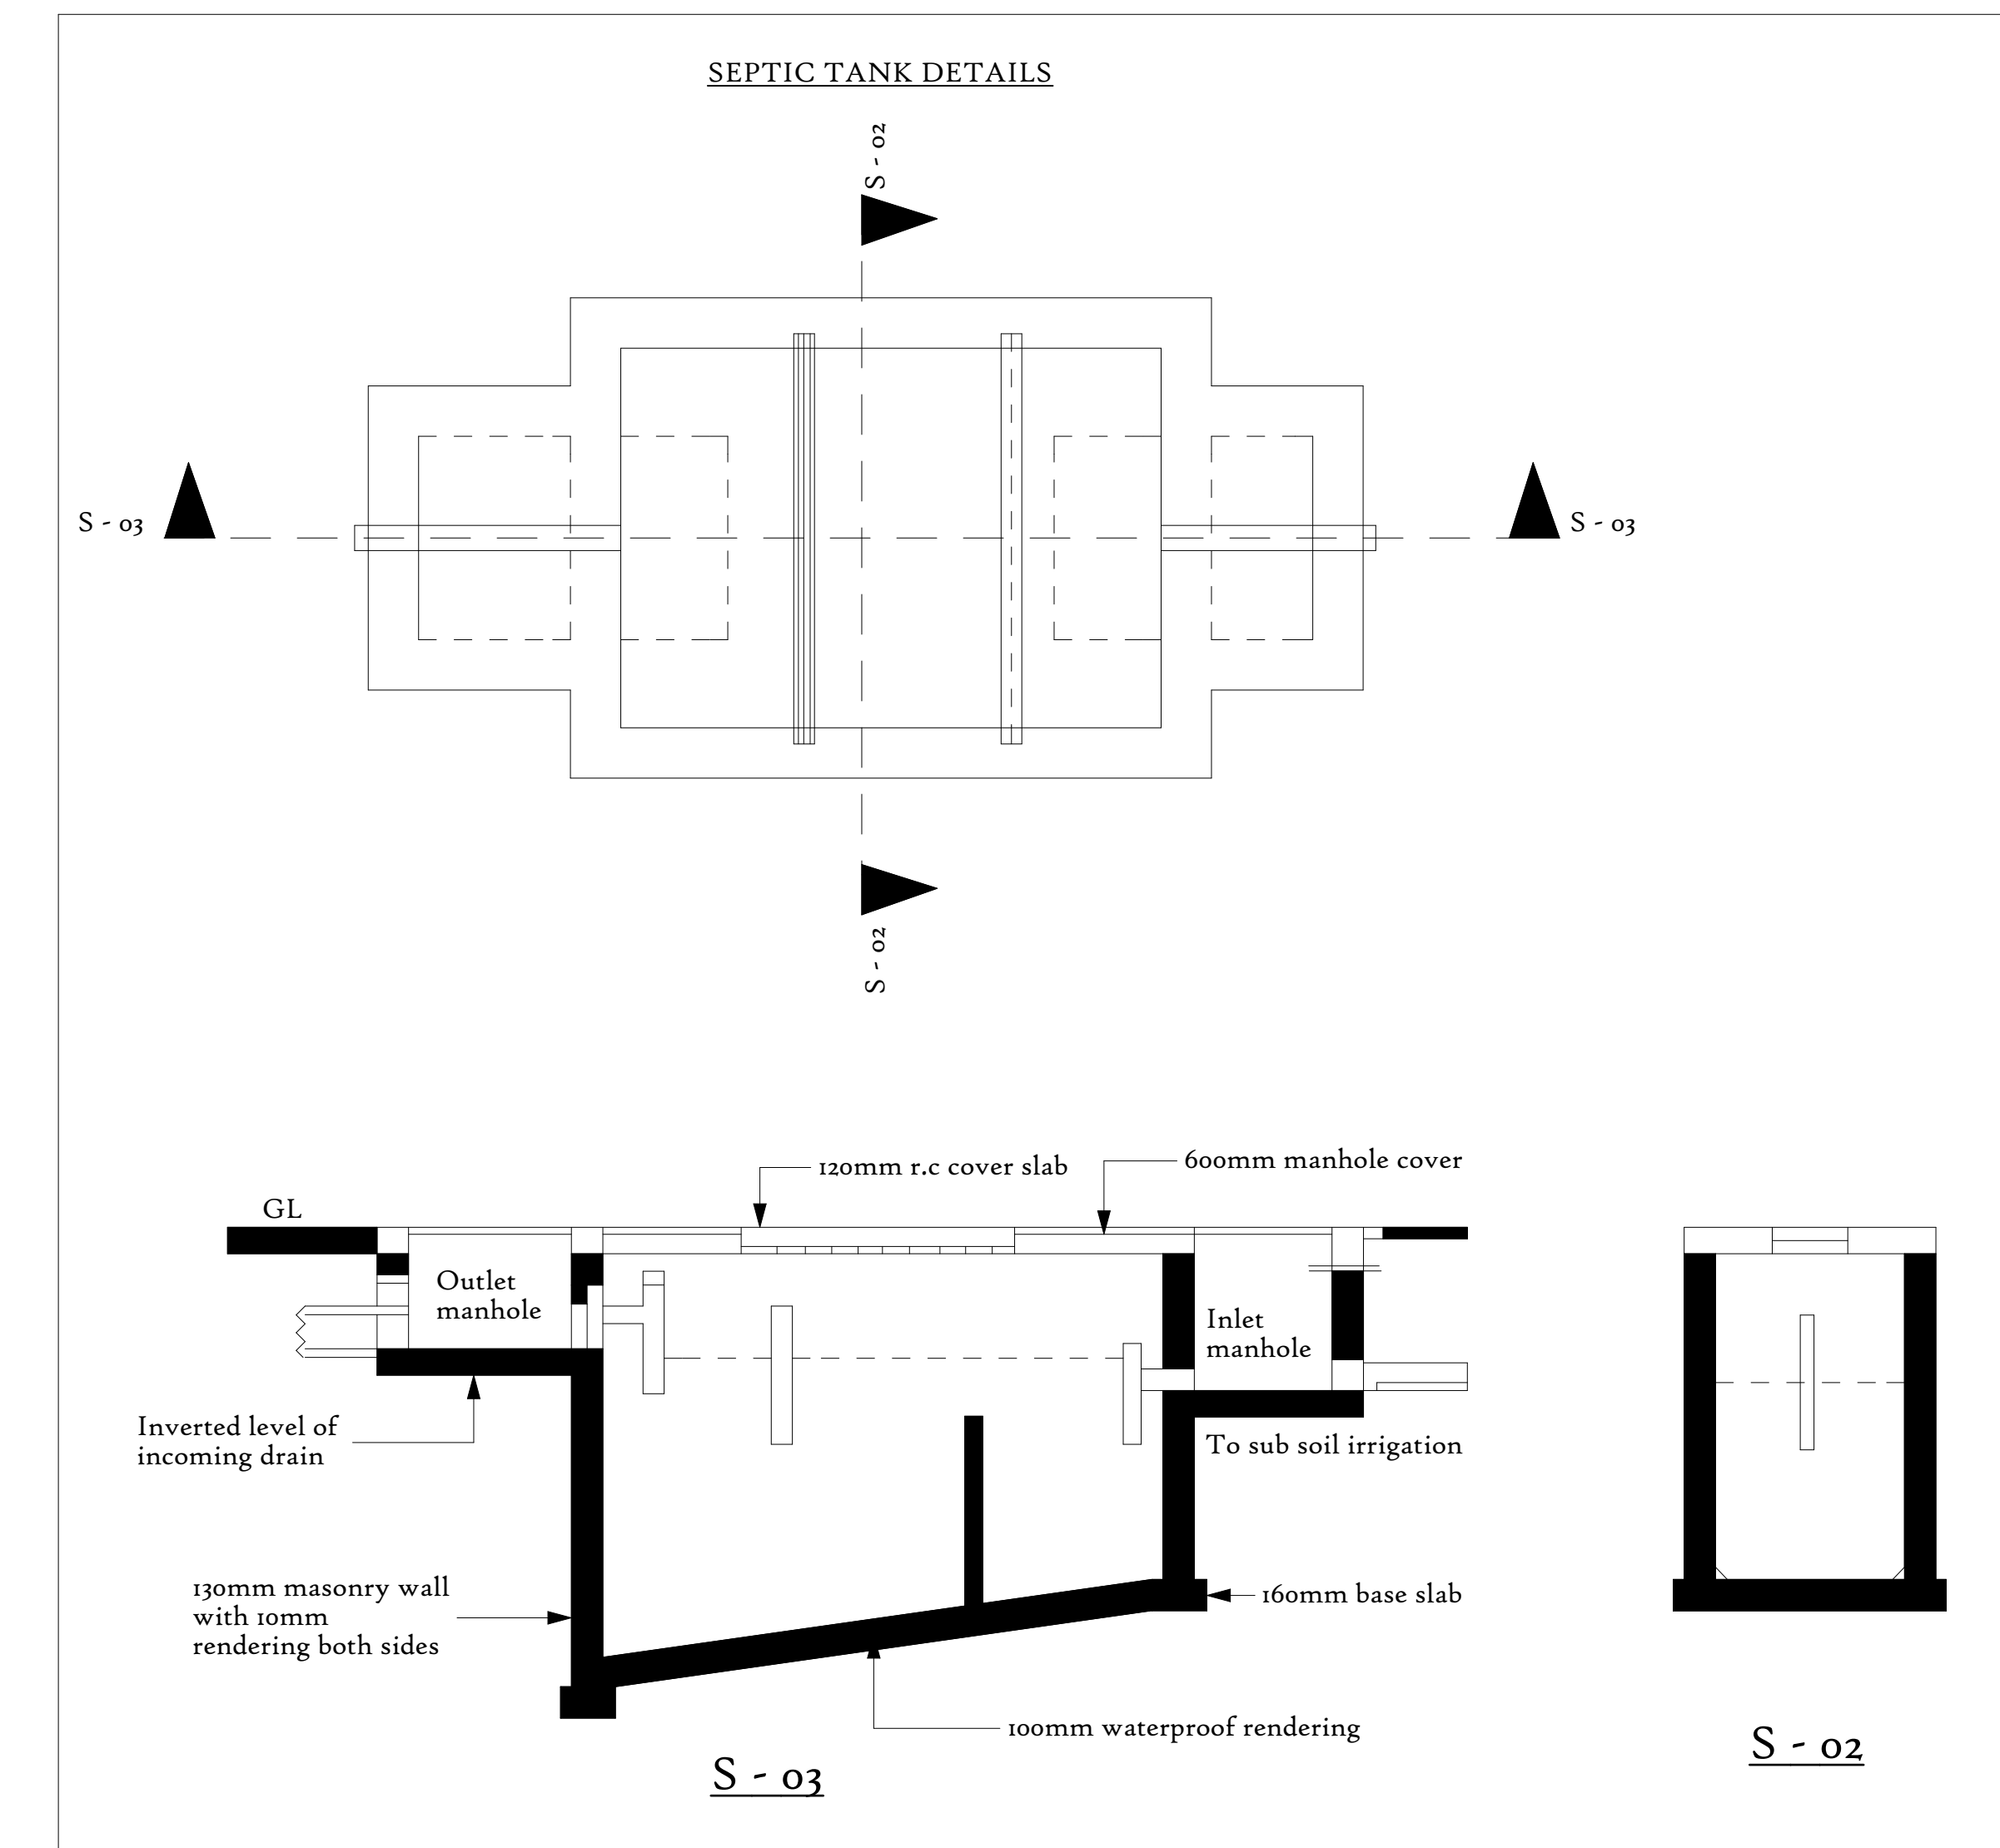 SEPTIC TANK DETAILS
S - 02
S - 03
S - 03
S - 02
120mm r.c cover slab
600mm manhole cover
GL
Outlet
manhole
Inlet
manhole
Inverted level of
incoming drain
To sub soil irrigation
130mm masonry wall
with 10mm
rendering both sides
160mm base slab
100mm waterproof rendering
S - 03
S - 02